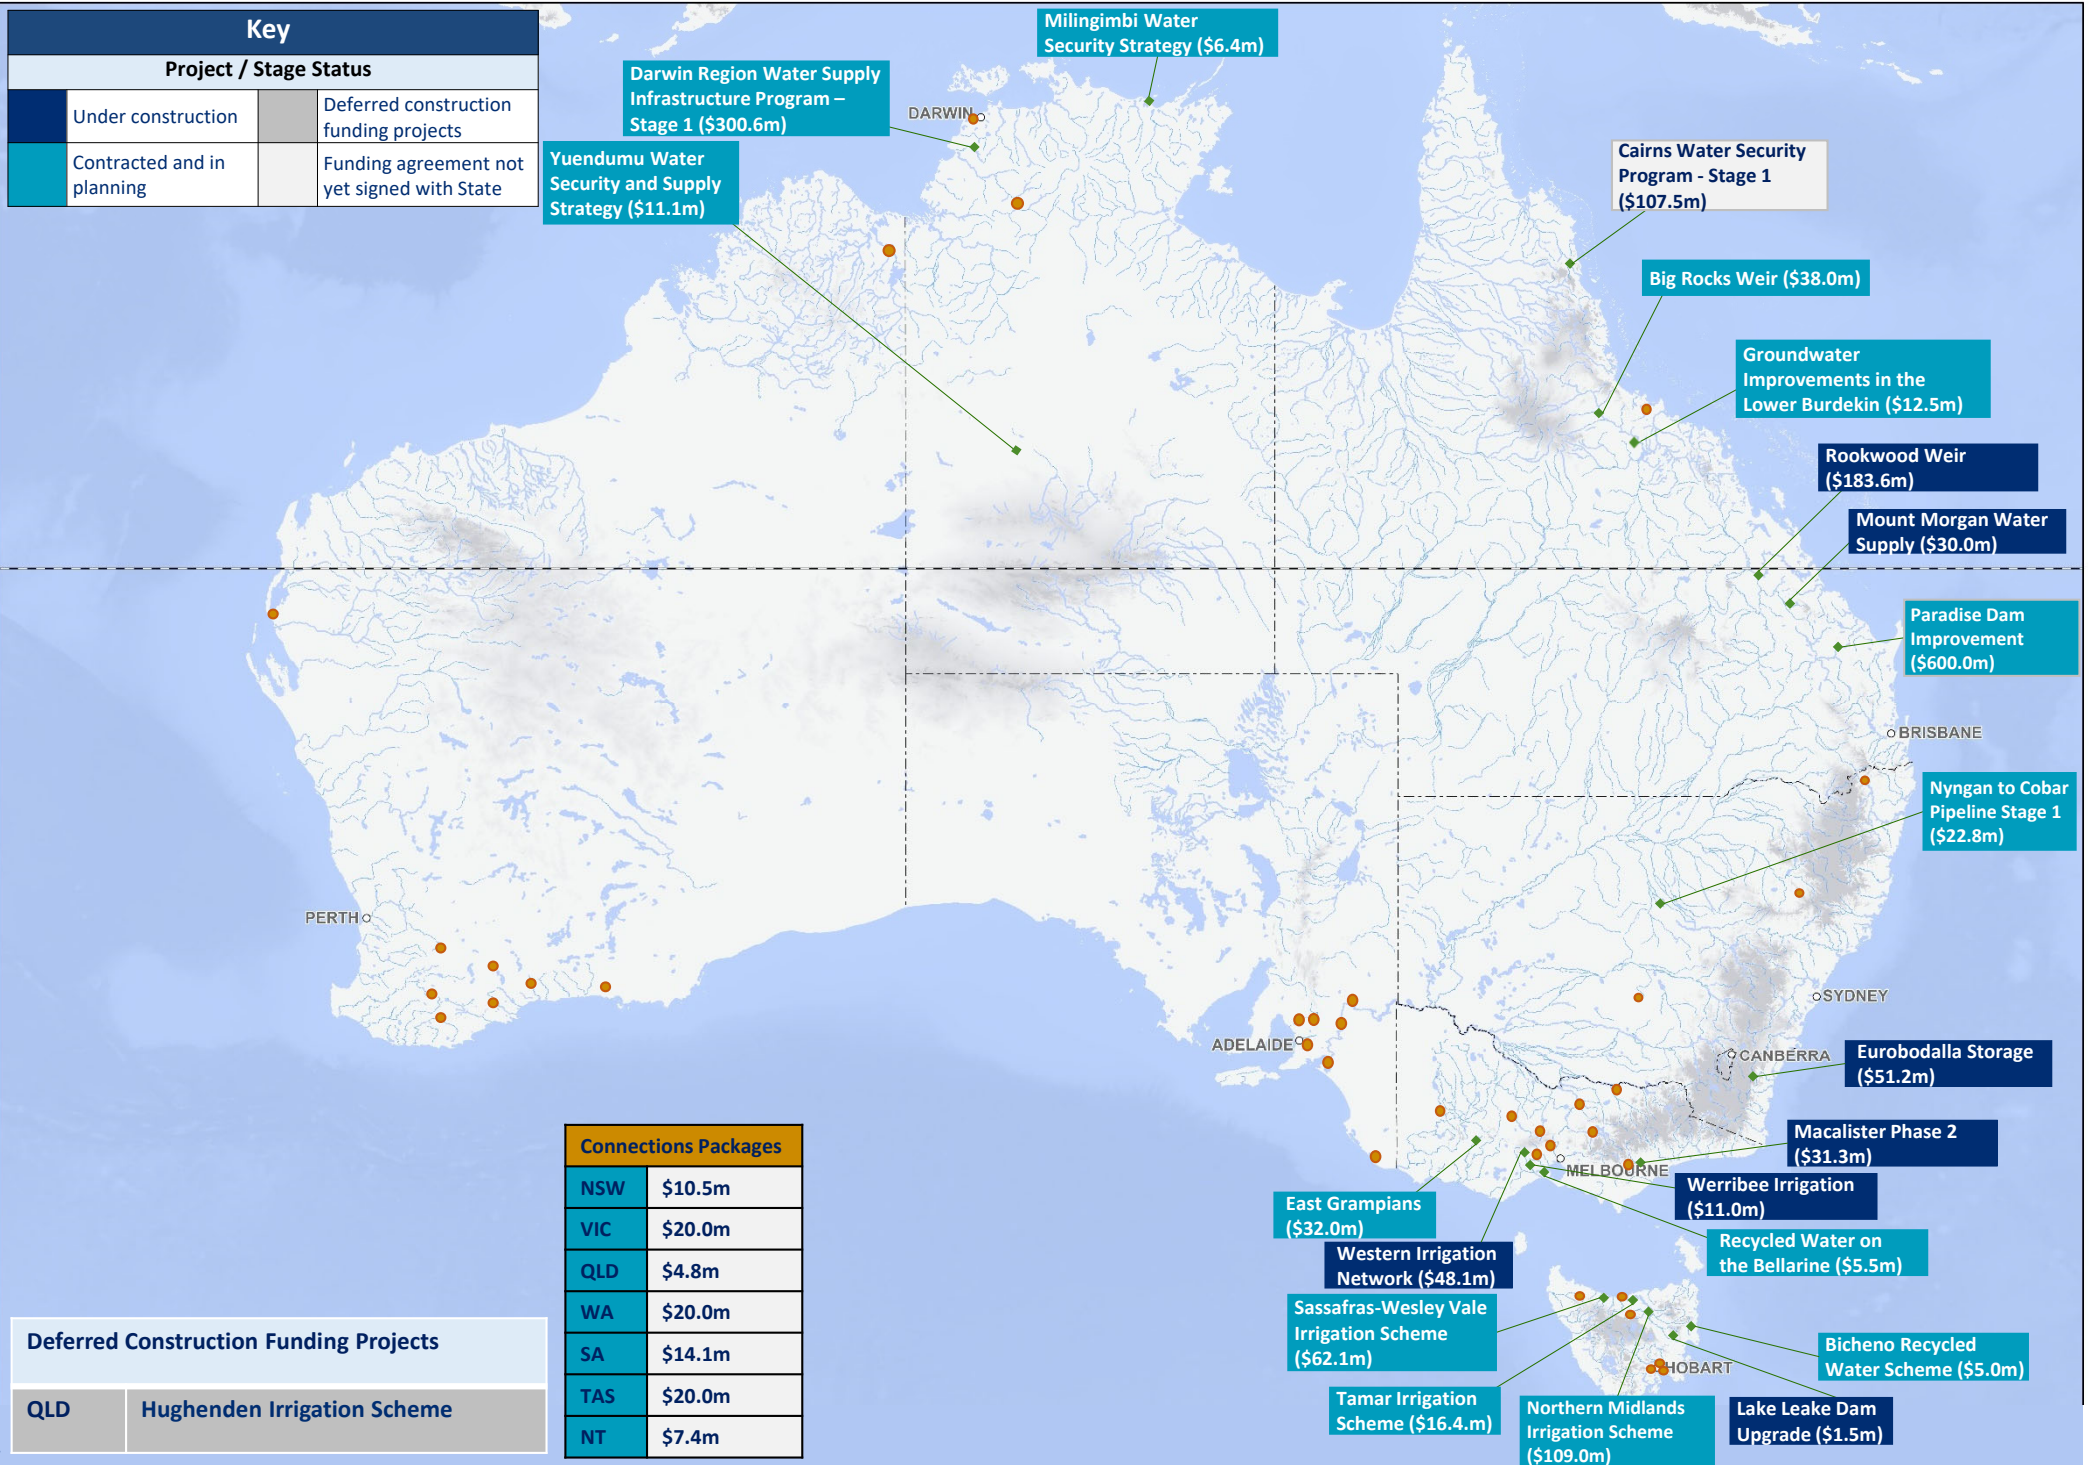 Key
Project / Stage Status
Under construction
Deferred construction
funding projects
Contracted and in
planning
Funding agreement not
yet signed with State
Milingimbi Water
Security Strategy ($6.4m)
Darwin Region Water Supply
Infrastructure Program –
Stage 1 ($300.6m)
DARWIN
Yuendumu Water
Security and Supply
Strategy ($11.1m)
Cairns Water Security
Program - Stage 1
($107.5m)
Big Rocks Weir ($38.0m)
Groundwater
Improvements in the
Lower Burdekin ($12.5m)
Rookwood Weir
($183.6m)
Mount Morgan Water
Supply ($30.0m)
Paradise Dam
Improvement
($600.0m)
BRISBANE
Nyngan to Cobar
Pipeline Stage 1
($22.8m)
PERTH
SYDNEY
ADELAIDE
CANBERRA
Eurobodalla Storage
($51.2m)
Macalister Phase 2
($31.3m)
MELBOURNE
Werribee Irrigation
($11.0m)
East Grampians
($32.0m)
Recycled Water on
the Bellarine ($5.5m)
Western Irrigation
Network ($48.1m)
Sassafras-Wesley Vale
Irrigation Scheme
($62.1m)
Bicheno Recycled
Water Scheme ($5.0m)
HOBART
Tamar Irrigation
Scheme ($16.4.m)
Northern Midlands
Irrigation Scheme
($109.0m)
Lake Leake Dam
Upgrade ($1.5m)
Connections Packages
NSW $10.5m
VIC $20.0m
QLD $4.8m
WA $20.0m
SA $14.1m
TAS $20.0m
NT $7.4m
Deferred Construction Funding Projects
QLD Hughenden Irrigation Scheme